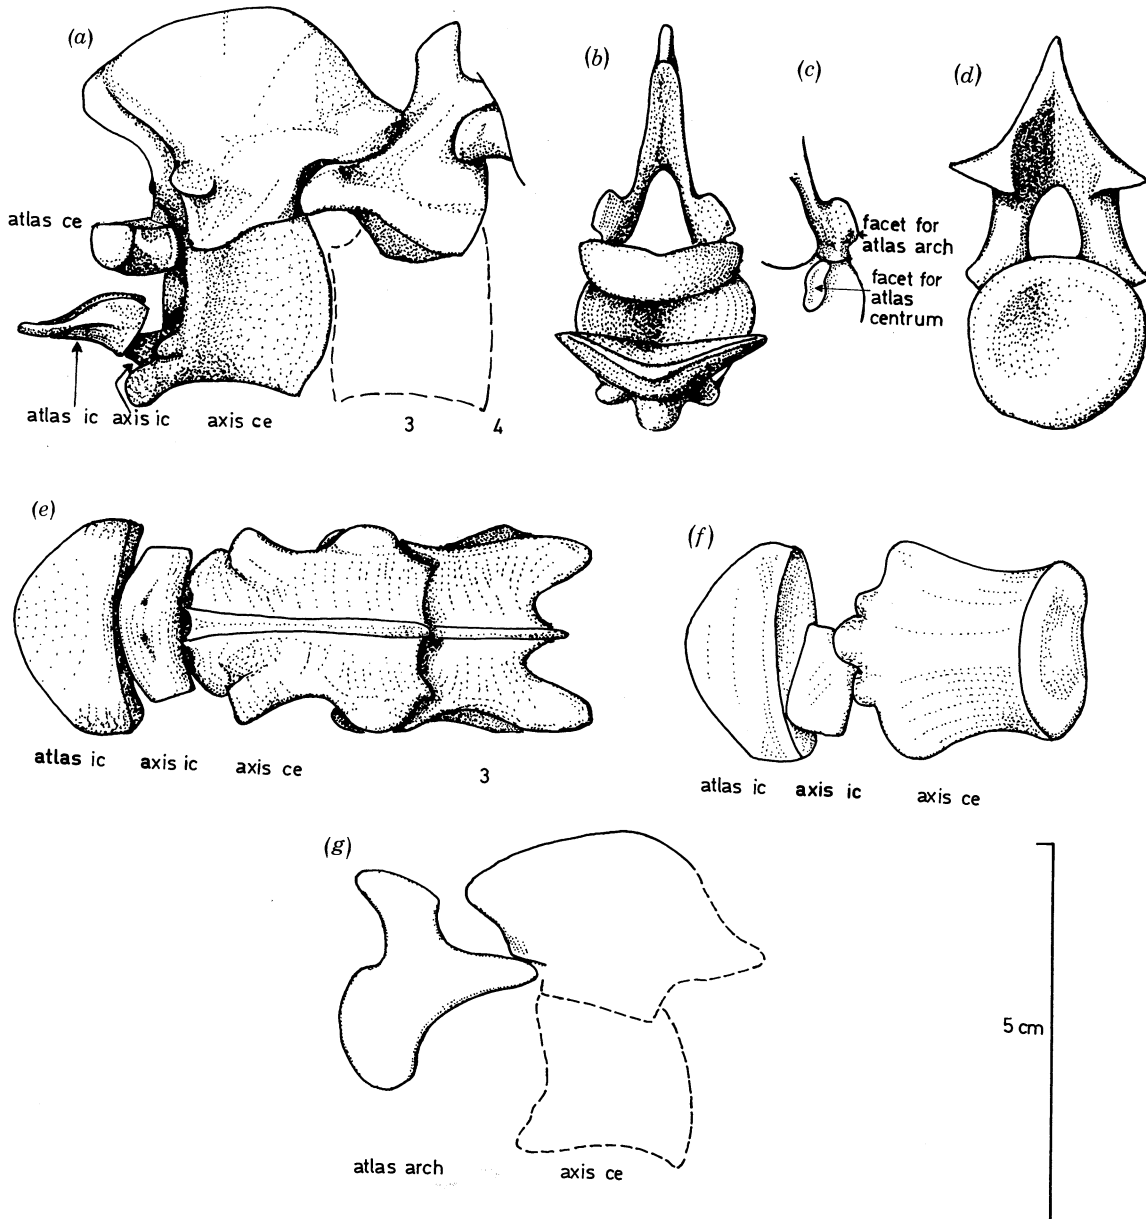 (a)
(b)
(c)
(d)
atlas ce
facet for
atlas arch
facet for
atlas
centrum
atlas ic axis ic axis ce 3 4
(e)
(f)
atlas ic axis ic axis ce 3
atlas ic axis ic axis ce
(g)
5 cm
atlas arch axis ce